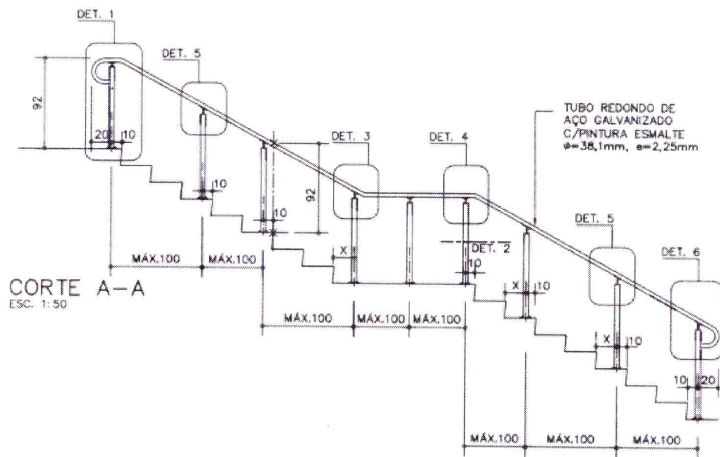 DET. 1
DET. 5
DET. 3
DET. 4
TUBO REDONDO DE
AÇO GALVANIZADO
C/PINTURA ESMALTE
ø=38,1mm, e=2,25mm
92
20
10
10
10
92
DET. 5
DET. 2
DET. 6
X
10
X
10
X
10
10
20
MÁX.100
MÁX.100
CORTE A-A
ESC. 1:50
MÁX.100
MÁX.100
MÁX.100
MÁX.100
MÁX.100
MÁX.100